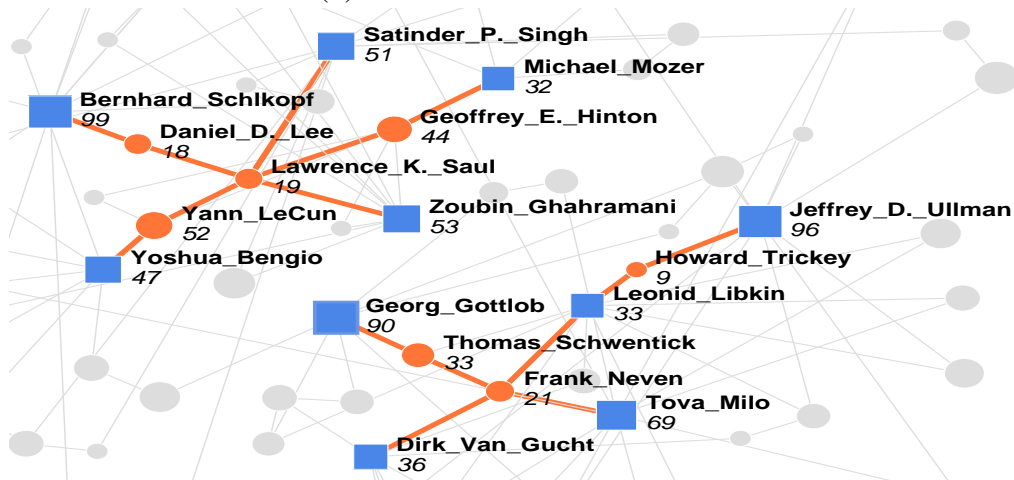 Satinder_P._Singh
51
Michael_Mozer
32
Bernhard_Schlkopf
99
Geoffrey_E._Hinton
44
Daniel_D._Lee
18
Lawrence_K._Saul
19
Yann_LeCun
52
Zoubin_Ghahramani
53
Jeffrey_D._Ullman
96
Yoshua_Bengio
47
Howard_Trickey
9
Leonid_Libkin
33
Georg_Gottlob
90
Thomas_Schwentick
33
Frank_Neven
21
Tova_Milo
69
Dirk_Van_Gucht
36